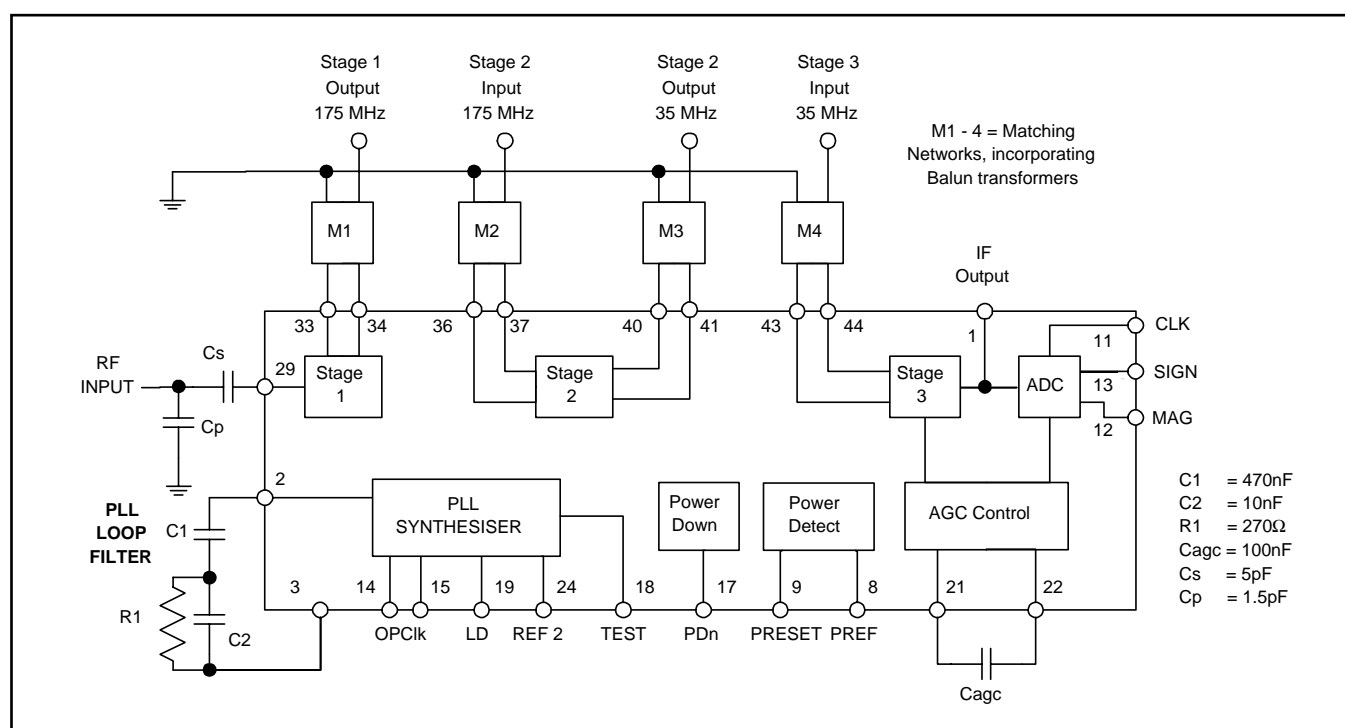 Stage 1
Output
175 MHz
Stage 2
Input
175 MHz
Stage 2
Output
35 MHz
Stage 3
Input
35 MHz
M1 - 4 = Matching
Networks, incorporating
Balun transformers
M1
M2
M3
M4
IF
Output
33
34
36
37
40
41
43
44
1
11
CLK
RF
INPUT
Cs
29
Stage
1
Stage
2
Stage
3
ADC
13
SIGN
12
MAG
Cp
2
PLL
LOOP
FILTER
C1
PLL
SYNTHESISER
Power
Down
Power
Detect
AGC Control
C1 = 470nF
C2 = 10nF
R1 = 270Ω
Cagc = 100nF
Cs = 5pF
Cp = 1.5pF
R1
C2
3
14
15
19
24
18
17
9
8
21
22
OPClk
LD
REF 2
TEST
PDn
PRESET
PREF
Cagc